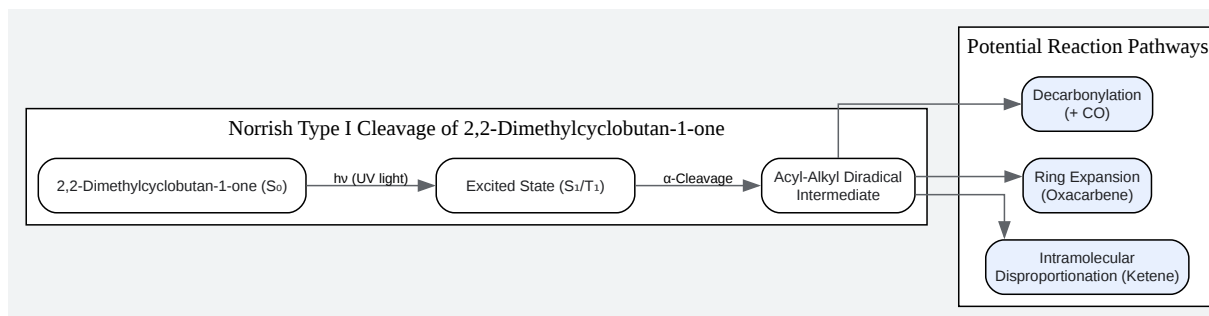 Potential Reaction Pathways
Decarbonylation
(+ CO)
Norrish Type I Cleavage of 2,2-Dimethylcyclobutan-1-one
2,2-Dimethylcyclobutan-1-one (S₀)
hν (UV light)
Excited State (S₁/T₁)
α-Cleavage
Acyl-Alkyl Diradical
Intermediate
Ring Expansion
(Oxacarbene)
Intramolecular
Disproportionation (Ketene)